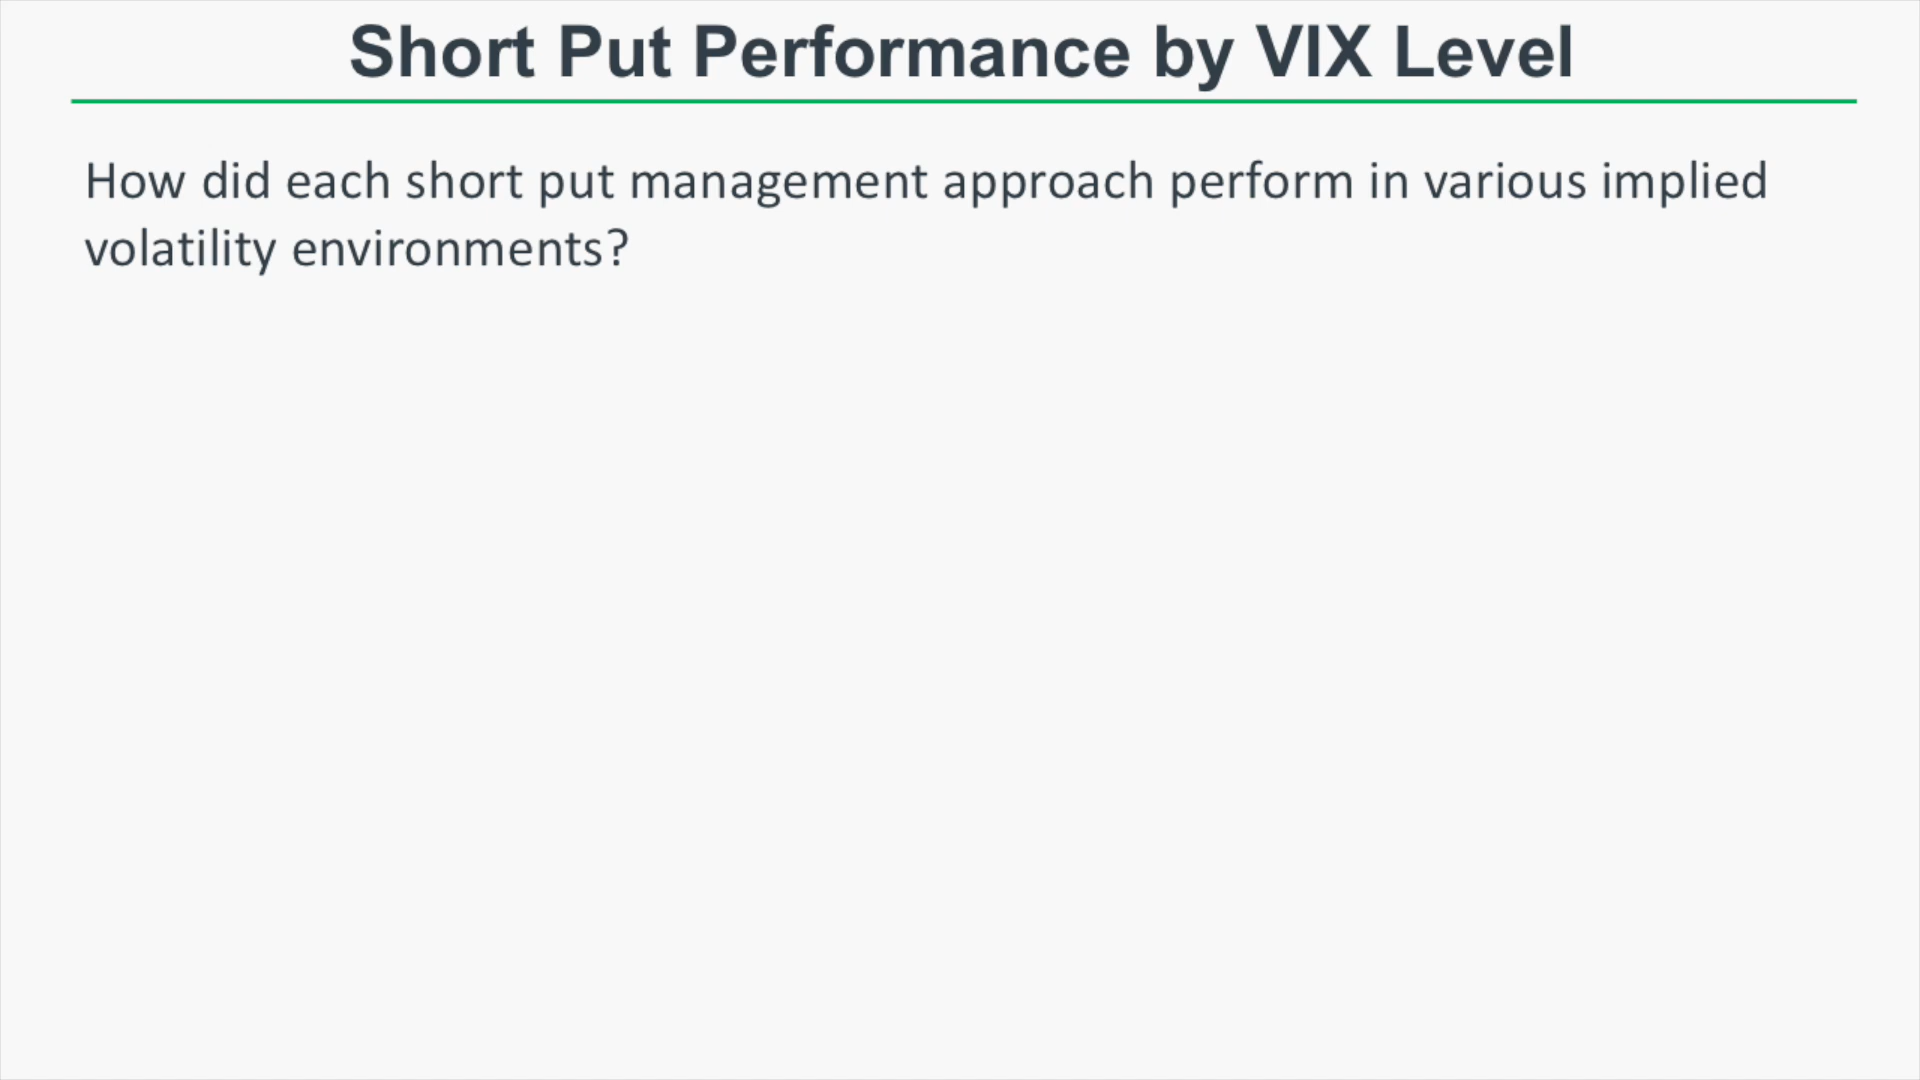 Short Put Performance by VIX Level
How did each short put management approach perform in various implied
volatility environments?